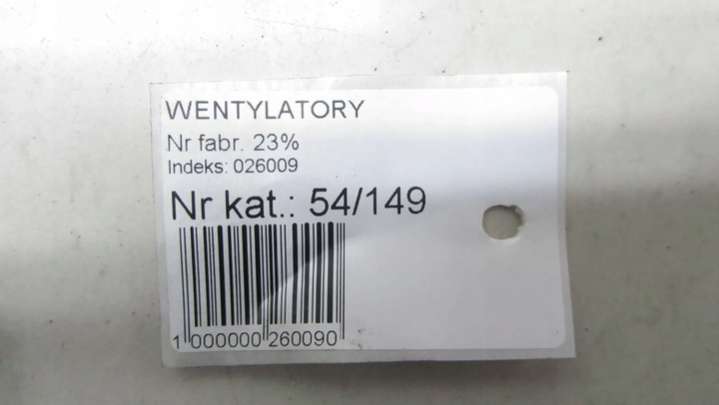 WENTYLATORY
Nr fabr. 23%
Indeks: 026009
Nr kat.: 54/149
1 000000 260090